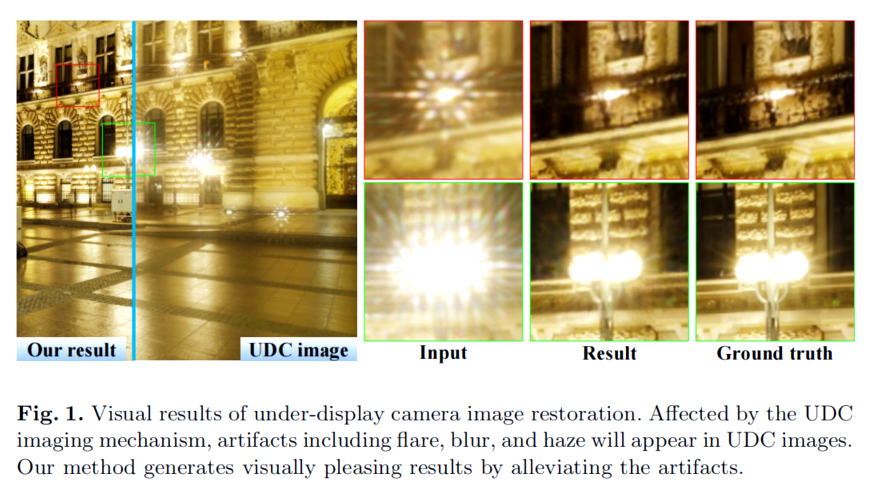 Our result
UDC image
Input
Result
Ground truth
Fig. 1. Visual results of under-display camera image restoration. Affected by the UDC
imaging mechanism, artifacts including flare, blur, and haze will appear in UDC images.
Our method generates visually pleasing results by alleviating the artifacts.